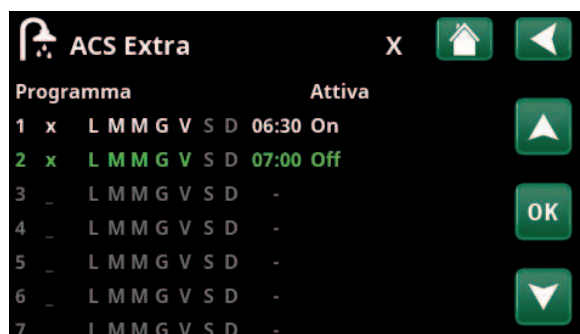 ACS Extra X
Programma Attiva
1 x L M M G V S D 06:30 On
2 x L M M G V S D 07:00 Off
3 _ L M M G V S D -
4 _ L M M G V S D -
5 _ L M M G V S D -
6 _ L M M G V S D -
7 L M M G V S D
OK